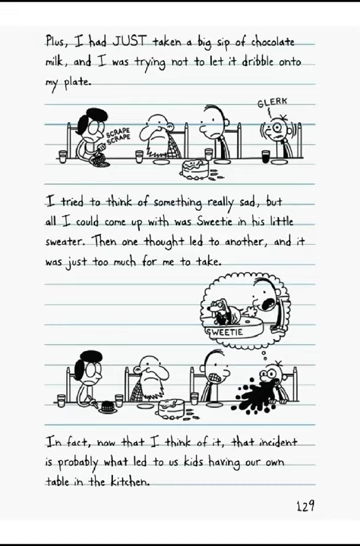 Plus, I had JUST taken a big sip of chocolate
milk, and I was trying not to let it dribble onto
my plate.
GLERK
SCRAPE
SCRAPE
I tried to think of something really sad, but
all I could come up with was Sweetie in his little
sweater. Then one thought led to another, and it
was just too much for me to take.
SWEETIE
In fact, now that I think of it, that incident
is probably what led to us kids having our own
table in the kitchen.
129